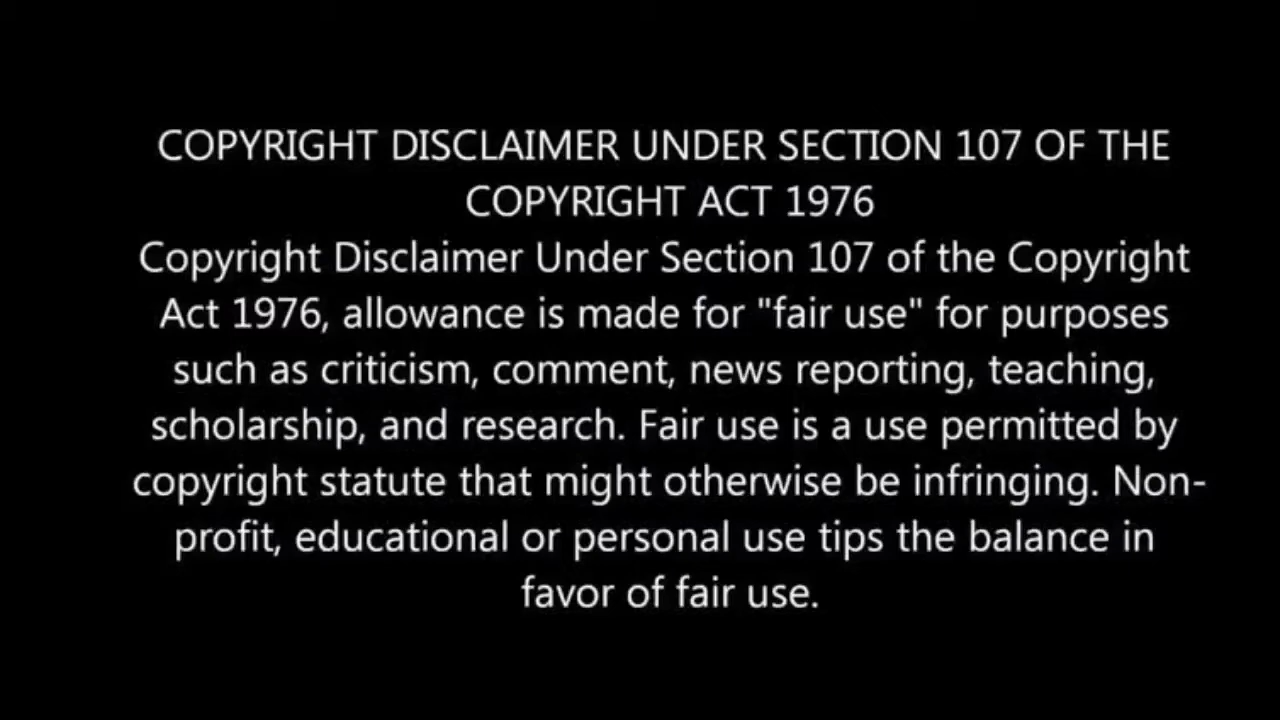 COPYRIGHT DISCLAIMER UNDER SECTION 107 OF THE
COPYRIGHT ACT 1976
Copyright Disclaimer Under Section 107 of the Copyright
Act 1976, allowance is made for "fair use" for purposes
such as criticism, comment, news reporting, teaching,
scholarship, and research. Fair use is a use permitted by
copyright statute that might otherwise be infringing. Non-
profit, educational or personal use tips the balance in
favor of fair use.